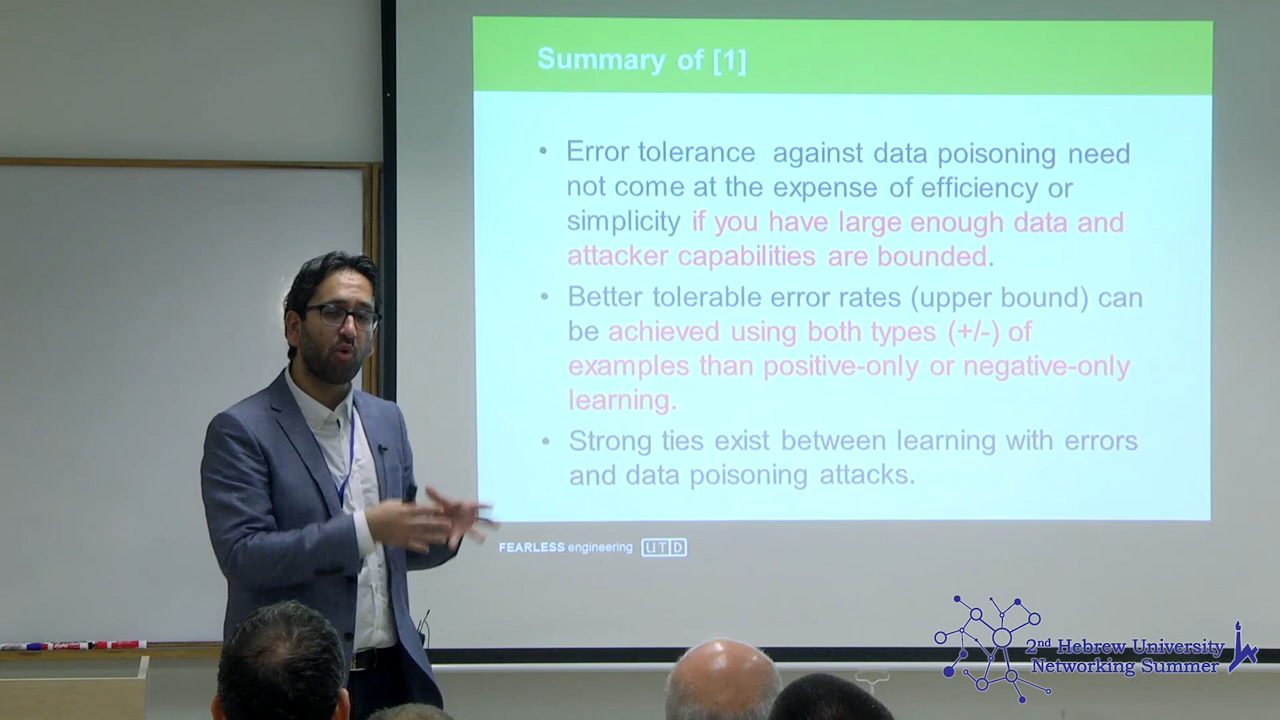 Summary of [1]
• Error tolerance against data poisoning need
not come at the expense of efficiency or
simplicity if you have large enough data and
attacker capabilities are bounded.
• Better tolerable error rates (upper bound) can
be achieved using both types (+/-) of
examples than positive-only or negative-only
learning.
• Strong ties exist between learning with errors
and data poisoning attacks.
FEARLESS engineering UTD
2nd Hebrew University
Networking Summer